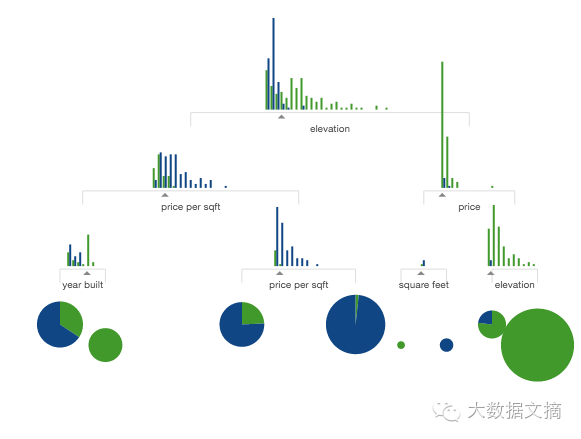 elevation
price per sqft
price
year built
price per sqft
square feet
elevation
大数据文摘